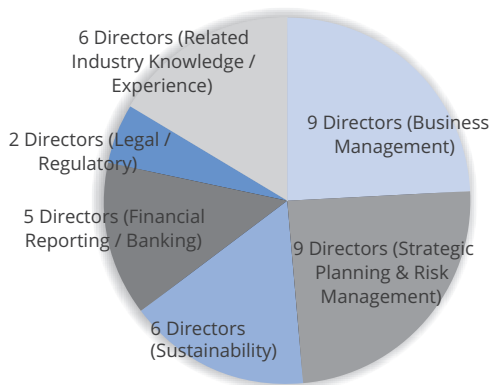 6 Directors (Related
Industry Knowledge /
Experience)
9 Directors (Business
Management)
2 Directors (Legal /
Regulatory)
5 Directors (Financial
Reporting / Banking)
9 Directors (Strategic
Planning & Risk
Management)
6 Directors
(Sustainability)